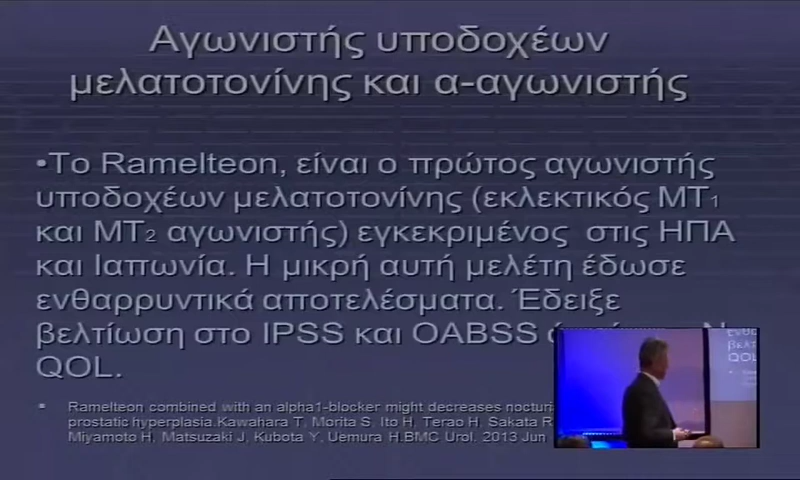 Αγωνιστής υποδοχέων
μελατοτονίνης και α-αγωνιστής
•Το Ramelteon, είναι ο πρώτος αγωνιστής
υποδοχέων μελατοτονίνης (εκλεκτικός MT1
και MT2 αγωνιστής) εγκεκριμένος στις ΗΠΑ
και Ιαπωνία. Η μικρή αυτή μελέτη έδωσε
ενθαρρυντικά αποτελέσματα. Έδειξε
βελτίωση στο IPSS και OABSS
QOL.
Ramelteon combined with an alpha1-blocker might decreases
prostatic hyperplasia.Kawahara T, Morita S, Ito H, Terao H, Sakata R
Miyamoto H, Matsuzaki J, Kubota Y, Uemura H.BMC Urol. 2013 Jun
QOL